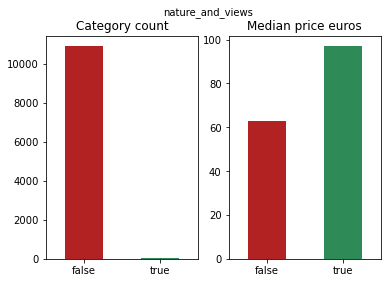 nature_and_views
Category count
Median price euros
10000
8000
6000
4000
2000
0
false
true
100
80
60
40
20
0
false
true